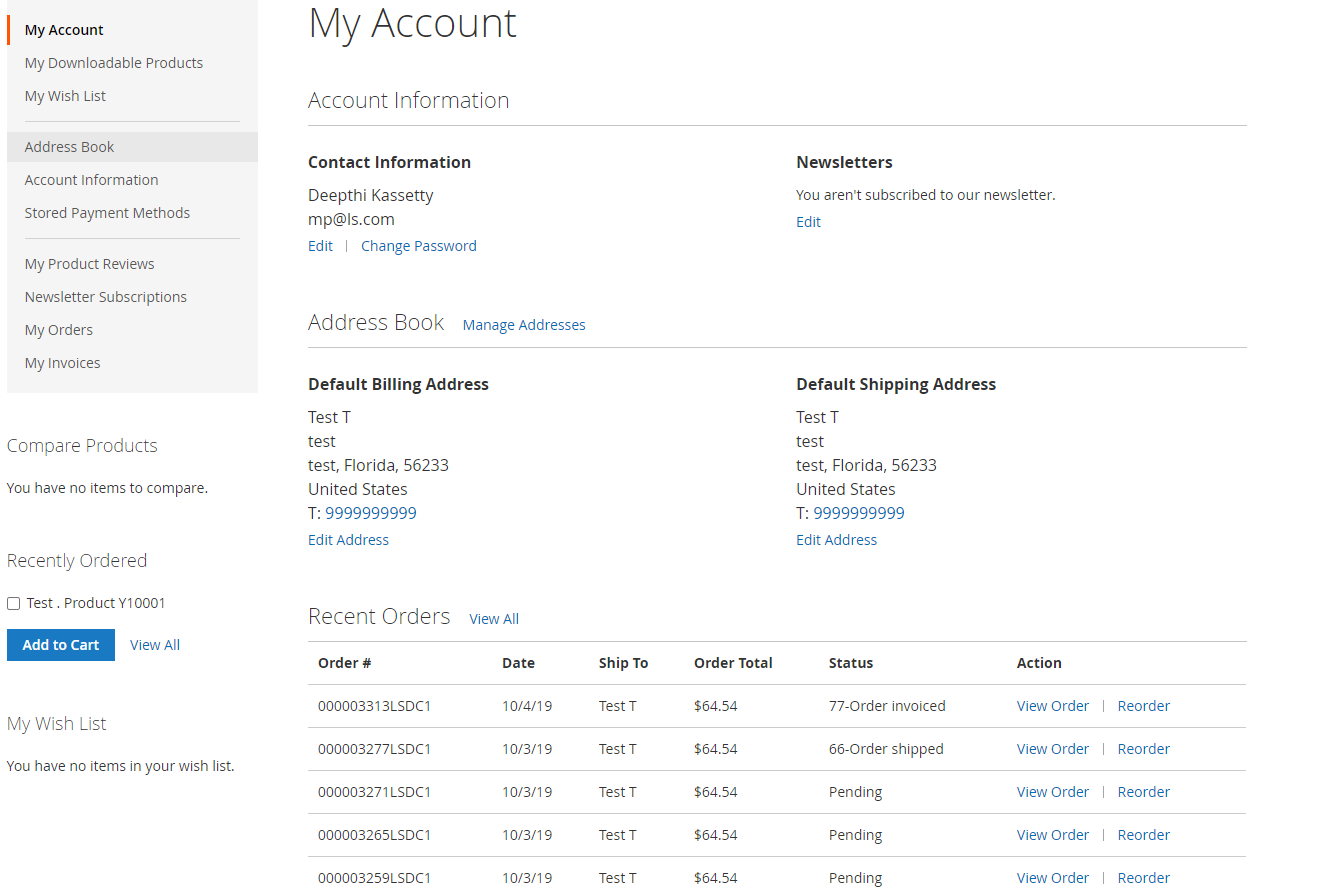 My Account
My Downloadable Products
My Wish List
Address Book
Account Information
Stored Payment Methods
My Product Reviews
Newsletter Subscriptions
My Orders
My Invoices
Compare Products
You have no items to compare.
Recently Ordered
Test . Product Y10001
Add to Cart View All
My Wish List
You have no items in your wish list.
My Account
Account Information
Contact Information
Deepthi Kassetty
mp@ls.com
Edit | Change Password
Newsletters
You aren't subscribed to our newsletter.
Edit
Address Book Manage Addresses
Default Billing Address
Test T
test
test, Florida, 56233
United States
T: 9999999999
Edit Address
Default Shipping Address
Test T
test
test, Florida, 56233
United States
T: 9999999999
Edit Address
Recent Orders View All
Order # Date Ship To Order Total Status Action
000003313LSDC1 10/4/19 Test T $64.54 77-Order invoiced View Order | Reorder
000003277LSDC1 10/3/19 Test T $64.54 66-Order shipped View Order | Reorder
000003271LSDC1 10/3/19 Test T $64.54 Pending View Order | Reorder
000003265LSDC1 10/3/19 Test T $64.54 Pending View Order | Reorder
000003259LSDC1 10/3/19 Test T $64.54 Pending View Order | Reorder